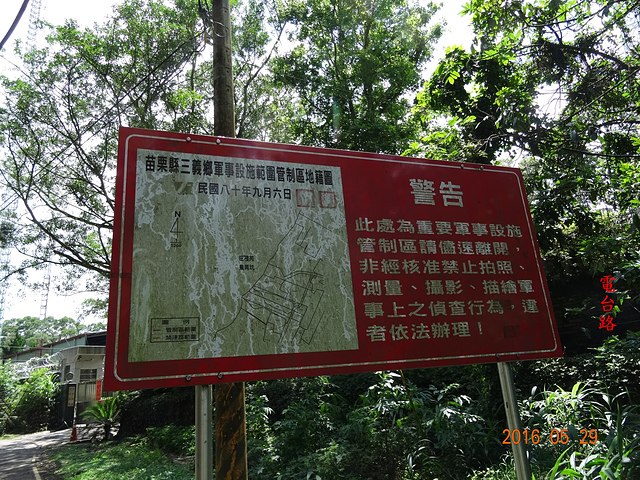 苗栗縣三義鄉軍事設施範圍管制區地籍圖
民國八十年九月六日
N
圖例
警告
此處為重要軍事設施
管制區請儘速離開，
非經核准禁止拍照、
測量、攝影、描繪軍
事上之偵查行為，違
者依法辦理！
電台路
2016.05.29